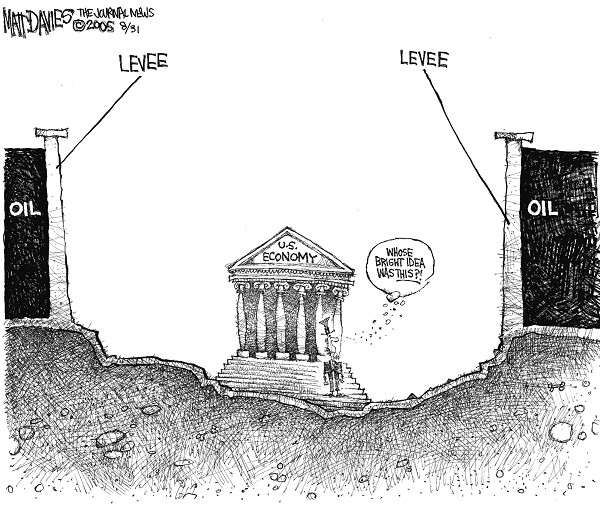 MATT DAVIES THE JOURNAL NEWS
©2005 8/31
LEVEE
LEVEE
OIL
OIL
U.S.
ECONOMY
WHOSE
BRIGHT IDEA
WAS THIS?!